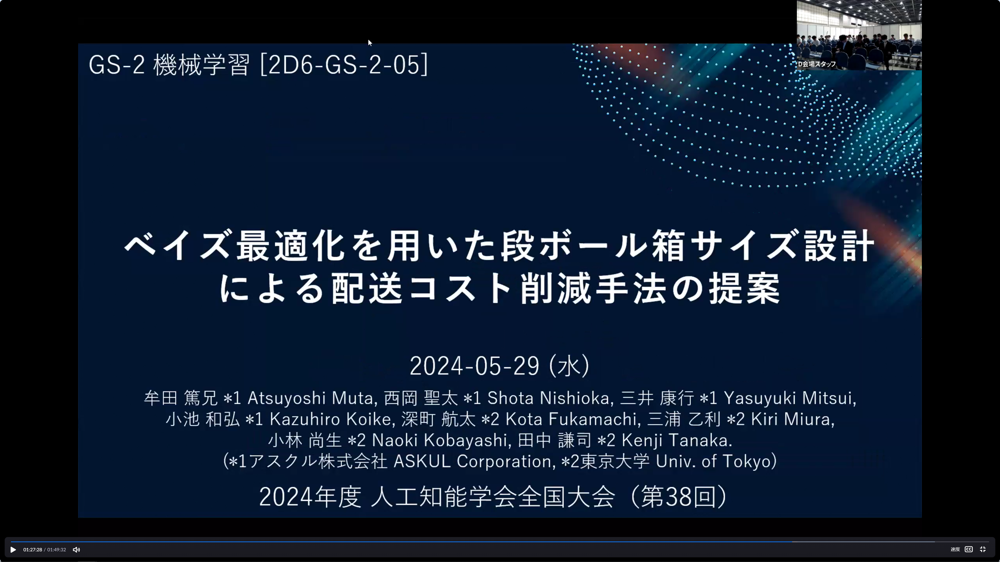 D会場スタッフ
GS-2 機械学習 [2D6-GS-2-05]
ベイズ最適化を用いた段ボール箱サイズ設計
による配送コスト削減手法の提案
2024-05-29 (水)
牟田 篤兄 *1 Atsuyoshi Muta, 西岡 聖太 *1 Shota Nishioka, 三井 康行 *1 Yasuyuki Mitsui,
小池 和弘 *1 Kazuhiro Koike, 深町 航太 *2 Kota Fukamachi, 三浦 乙利 *2 Kiri Miura,
小林 尚生 *2 Naoki Kobayashi, 田中 謙司 *2 Kenji Tanaka.
(*1アスクル株式会社 ASKUL Corporation, *2東京大学 Univ. of Tokyo)
2024年度 人工知能学会全国大会（第38回）
01:27:28 / 01:49:32 速度 CC